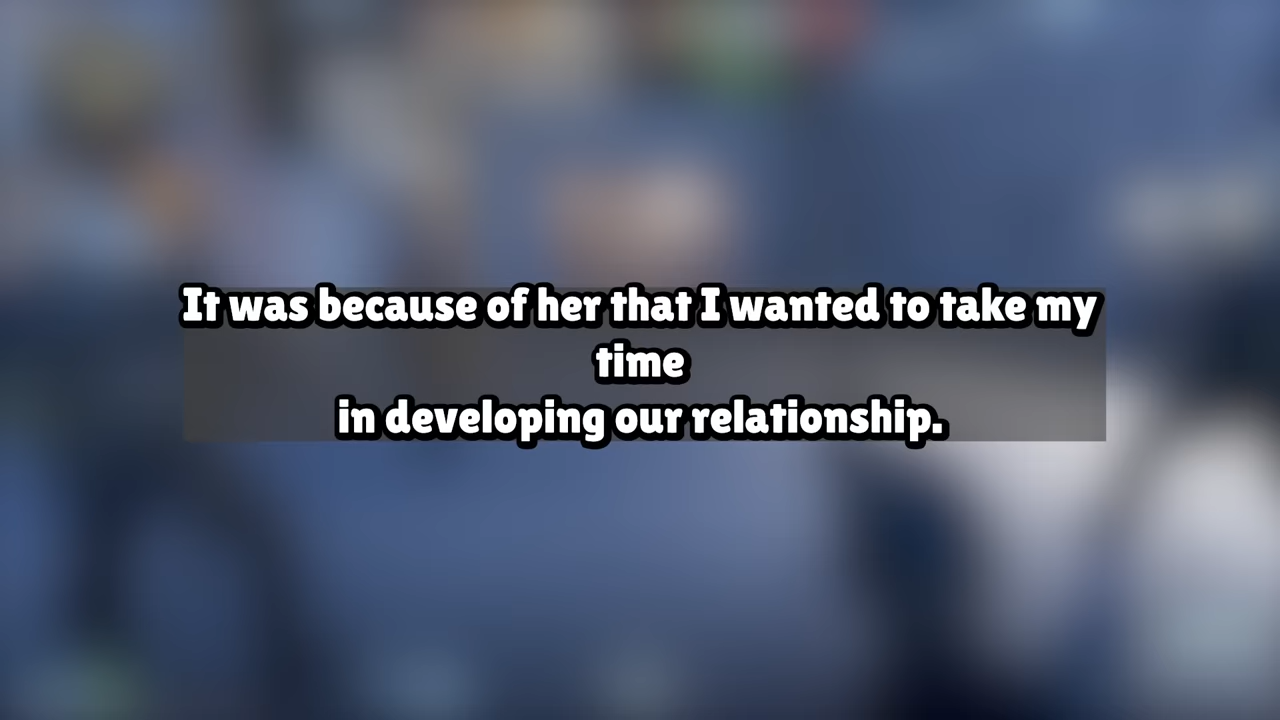 It was because of her that I wanted to take my
time
in developing our relationship.